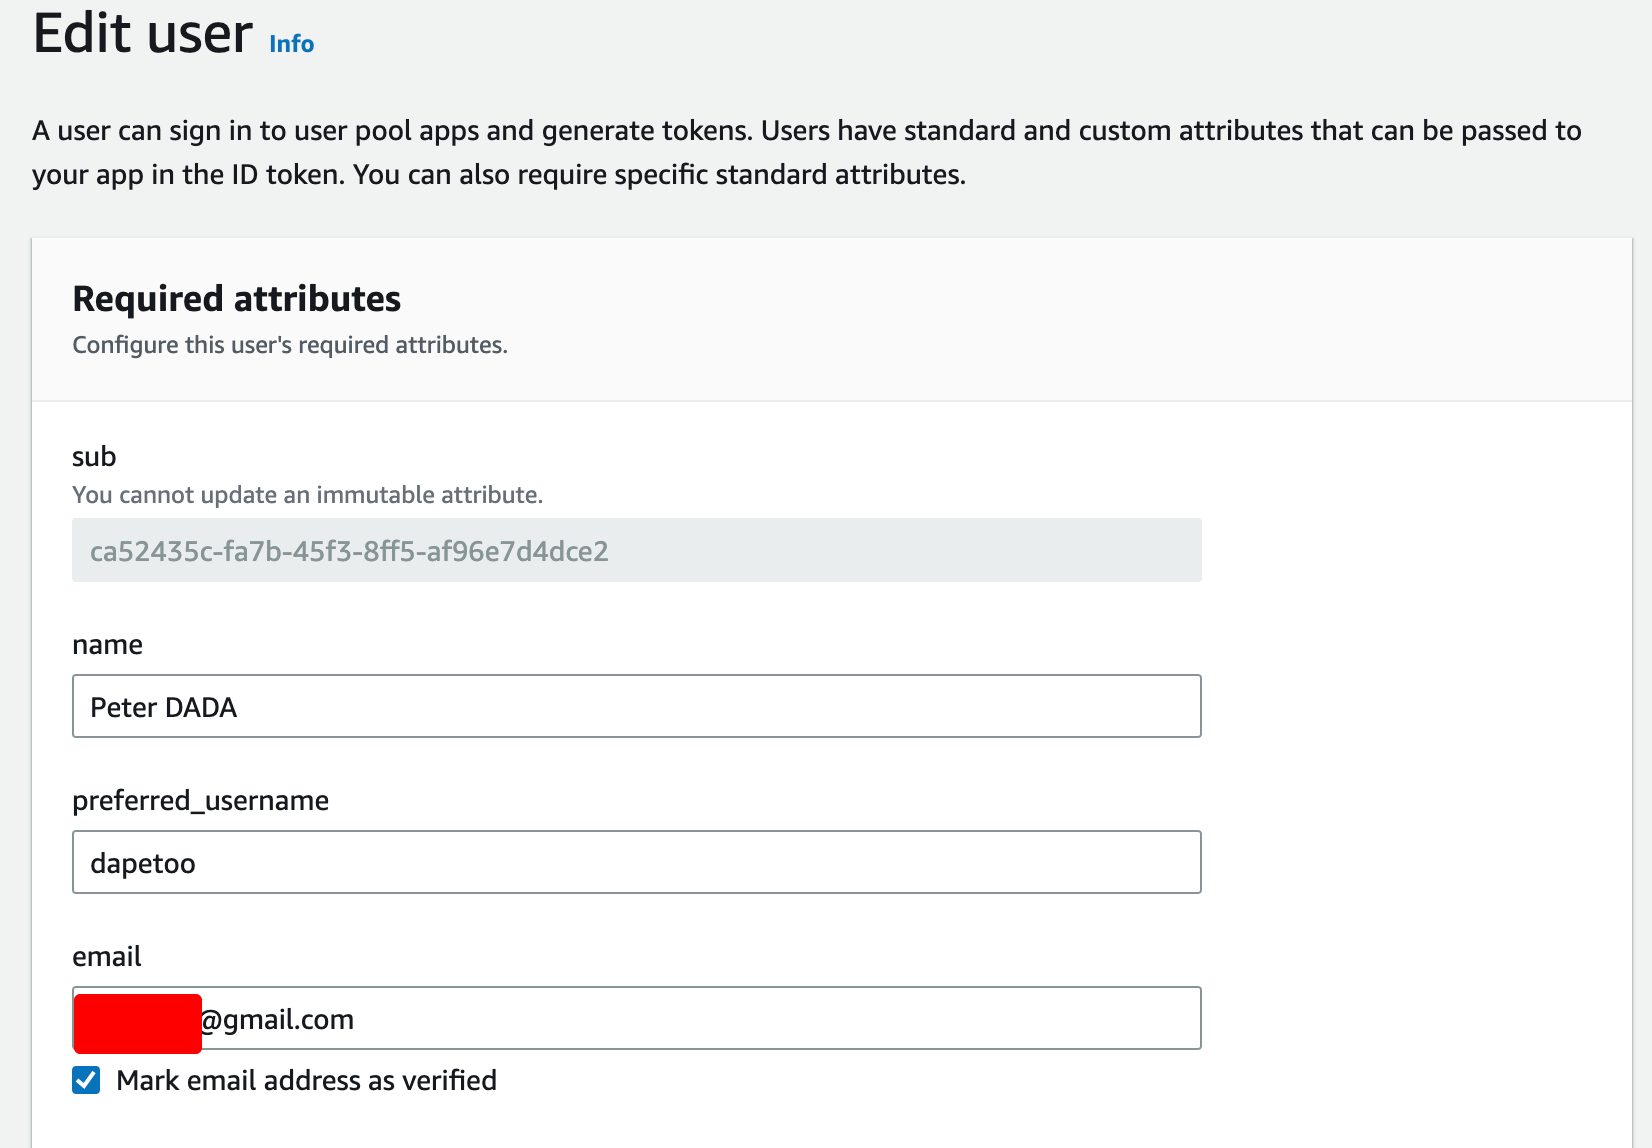 Edit user Info
A user can sign in to user pool apps and generate tokens. Users have standard and custom attributes that can be passed to
your app in the ID token. You can also require specific standard attributes.
Required attributes
Configure this user's required attributes.
sub
You cannot update an immutable attribute.
ca52435c-fa7b-45f3-8ff5-af96e7d4dce2
name
Peter DADA
preferred_username
dapetoo
email
@gmail.com
Mark email address as verified